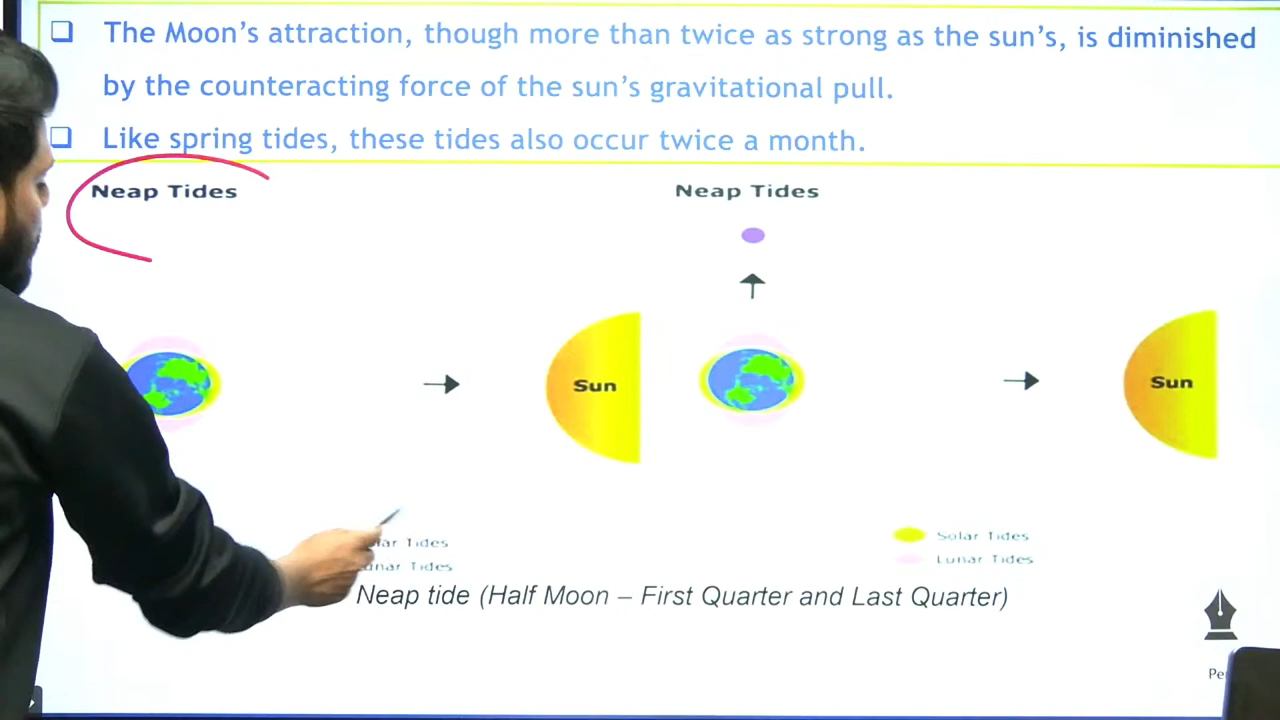 The Moon's attraction, though more than twice as strong as the sun's, is diminished
by the counteracting force of the sun's gravitational pull.
Like spring tides, these tides also occur twice a month.
Neap Tides
Neap Tides
Sun
Sun
Tides
Tides
Solar Tides
Lunar Tides
Neap tide (Half Moon – First Quarter and Last Quarter)